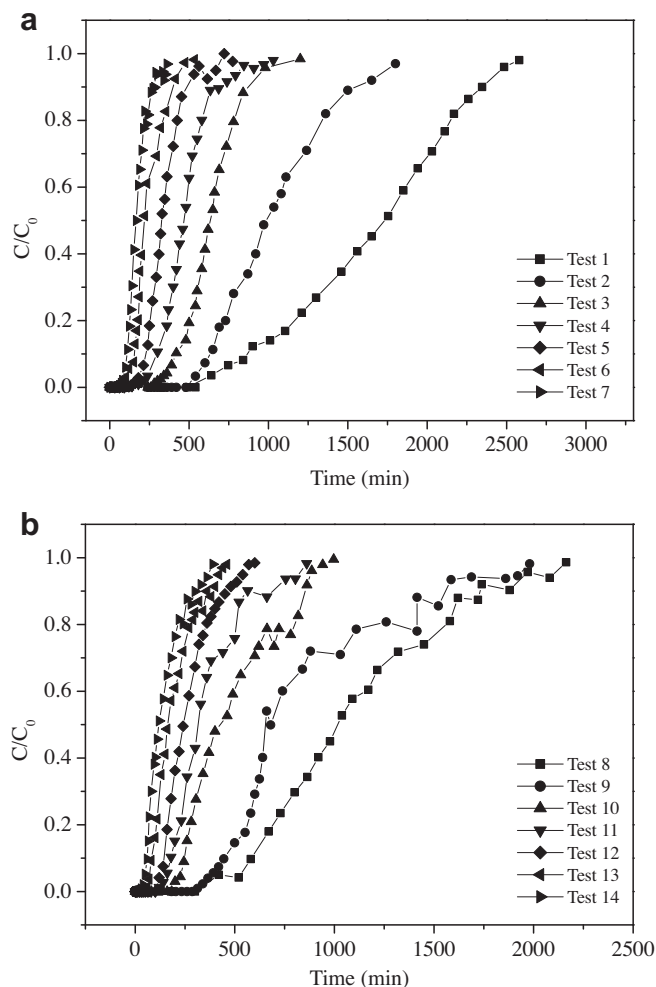 a
1.0
0.8
0.6
0.4
0.2
0.0
C/C0
0 500 1000 1500 2000 2500 3000
Time (min)
Test 1
Test 2
Test 3
Test 4
Test 5
Test 6
Test 7
b
1.0
0.8
0.6
0.4
0.2
0.0
C/C0
0 500 1000 1500 2000 2500
Time (min)
Test 8
Test 9
Test 10
Test 11
Test 12
Test 13
Test 14